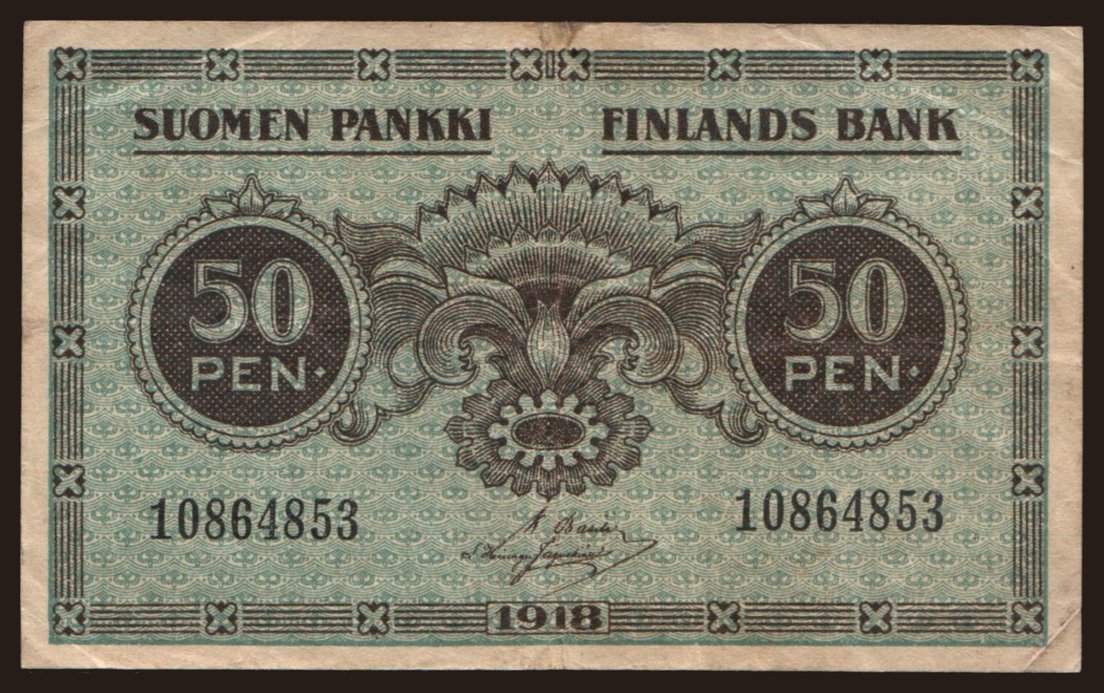 SUOMEN PANKKI FINLANDS BANK
50 50
PEN. PEN.
10864853 10864853
1918